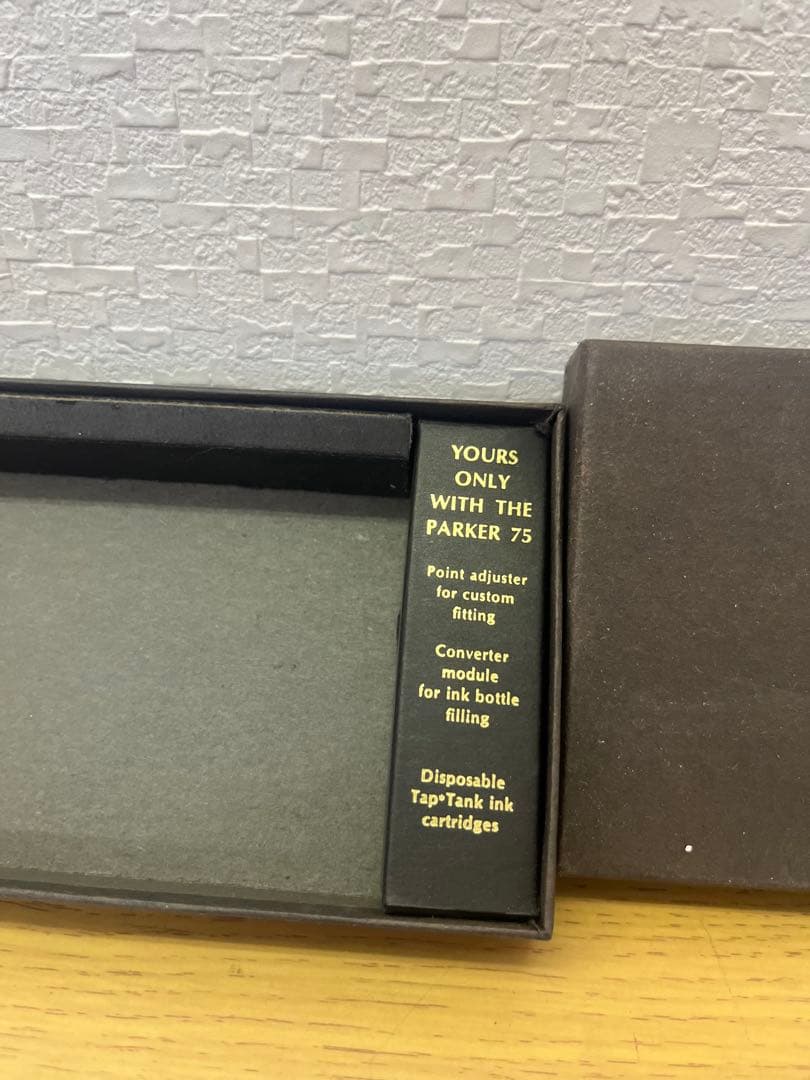 YOURS
ONLY
WITH THE
PARKER 75
Point adjuster
for custom
fitting
Converter
module
for ink bottle
filling
Disposable
Tap•Tank ink
cartridges